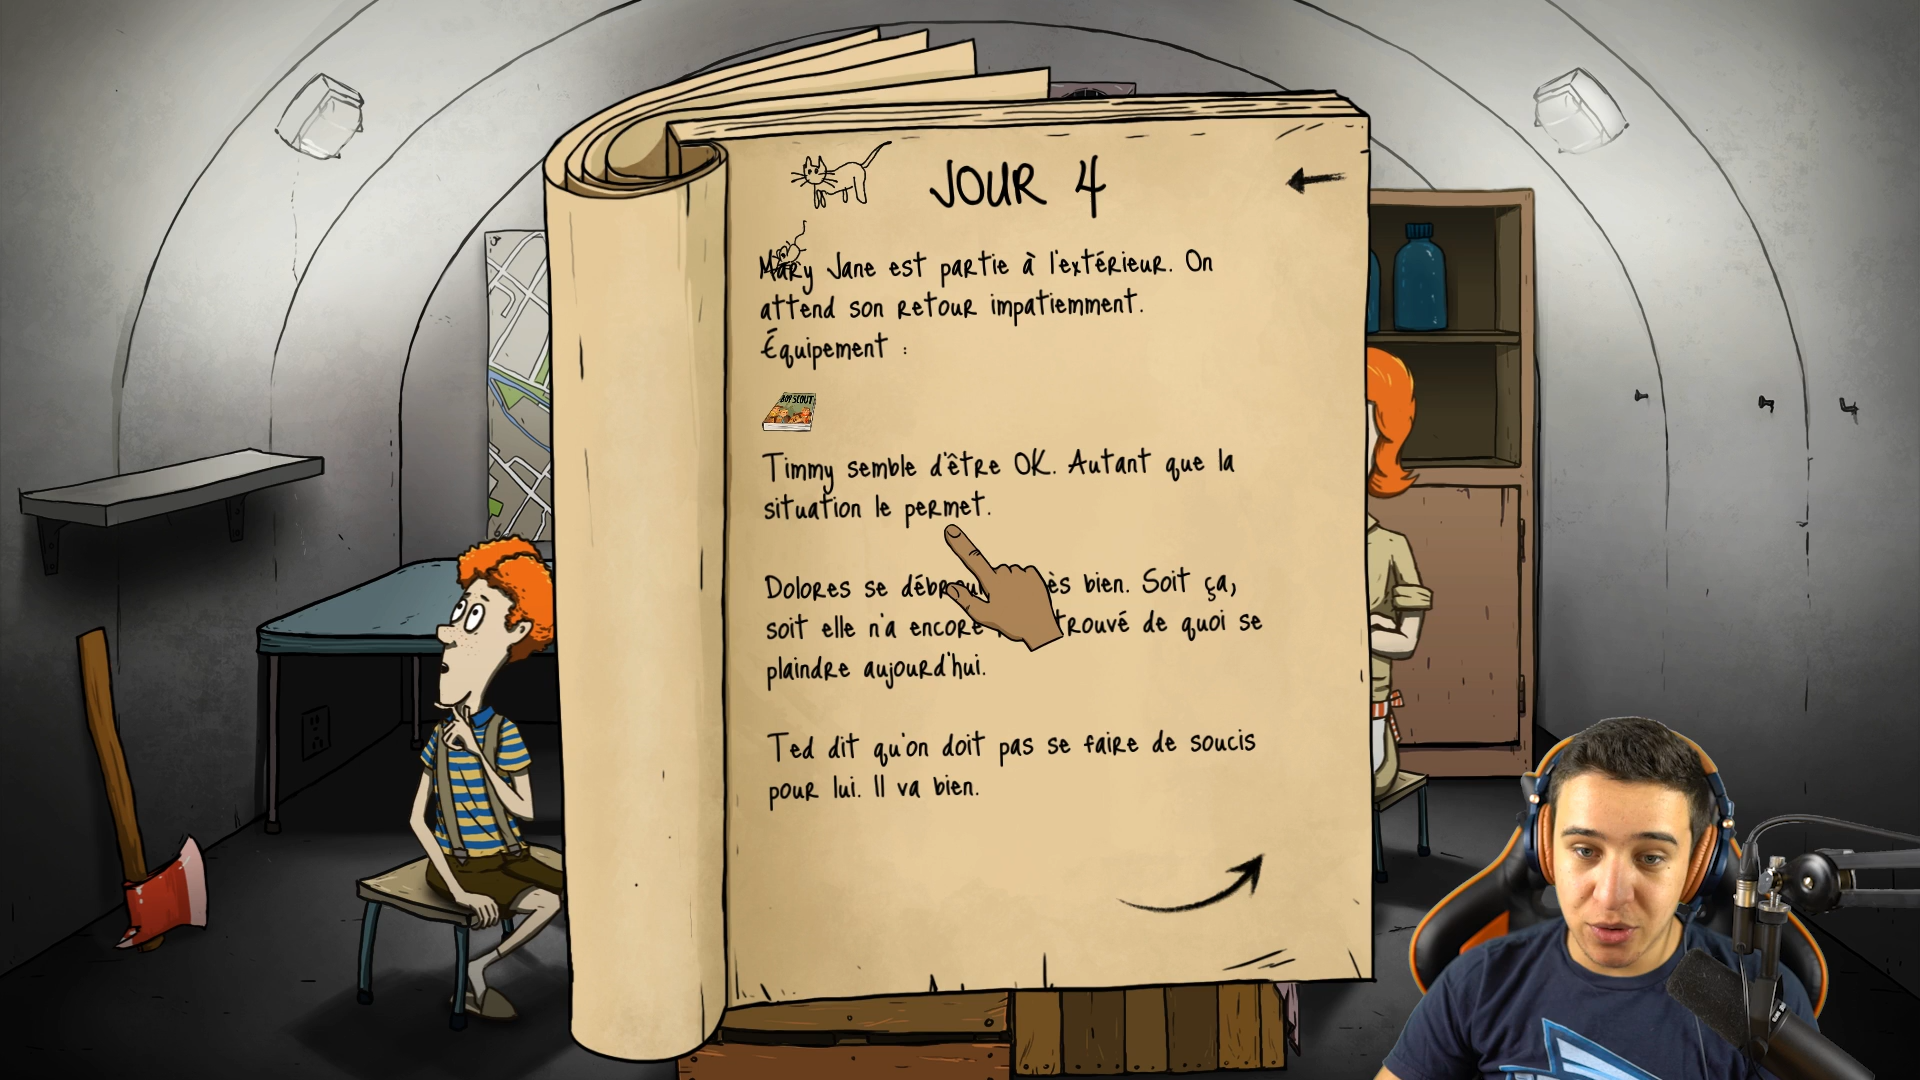 JOUR 4
Mary Jane est partie à l'extérieur. On
attend son retour impatiemment.
Équipement :
BOY SCOUT
Timmy semble d'être OK. Autant que la
situation le permet.
Dolores se bien. Soit ça,
soit elle n'a encore trouvé de quoi se
plaindre aujourd'hui.
Ted dit qu'on doit pas se faire de soucis
pour lui. Il va bien.